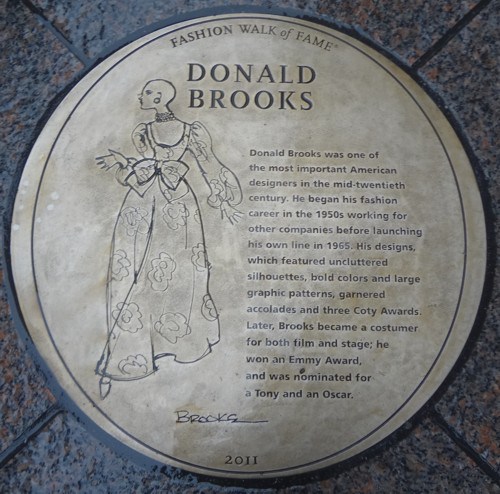 FASHION WALK of FAME®
DONALD
BROOKS
Donald Brooks was one of
the most important American
designers in the mid-twentieth
century. He began his fashion
career in the 1950s working for
other companies before launching
his own line in 1965. His designs,
which featured uncluttered
silhouettes, bold colors and large
graphic patterns, garnered
accolades and three Coty Awards.
Later, Brooks became a costumer
for both film and stage; he
won an Emmy Award,
and was nominated for
a Tony and an Oscar.
BROOKS
2011